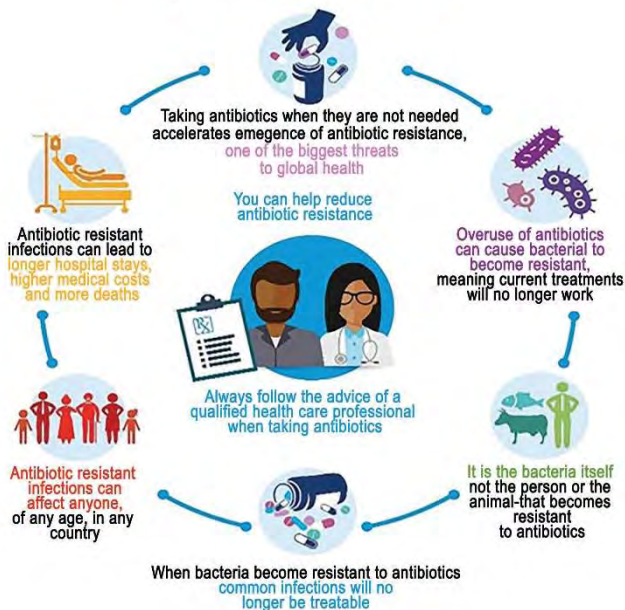 Taking antibiotics when they are not needed
accelerates emegence of antibiotic resistance,
one of the biggest threats
to global health
You can help reduce
antibiotic resistance
Overuse of antibiotics
can cause bacterial to
become resistant,
meaning current treatments
will no longer work
Antibiotic resistant
infections can lead to
longer hospital stays,
higher medical costs
and more deaths
Always follow the advice of a
qualified health care professional
when taking antibiotics
It is the bacteria itself
not the person or the
animal-that becomes
resistant
to antibiotics
Antibiotic resistant
infections can
affect anyone,
of any age, in any
country
When bacteria become resistant to antibiotics
common infections will no
longer be treatable